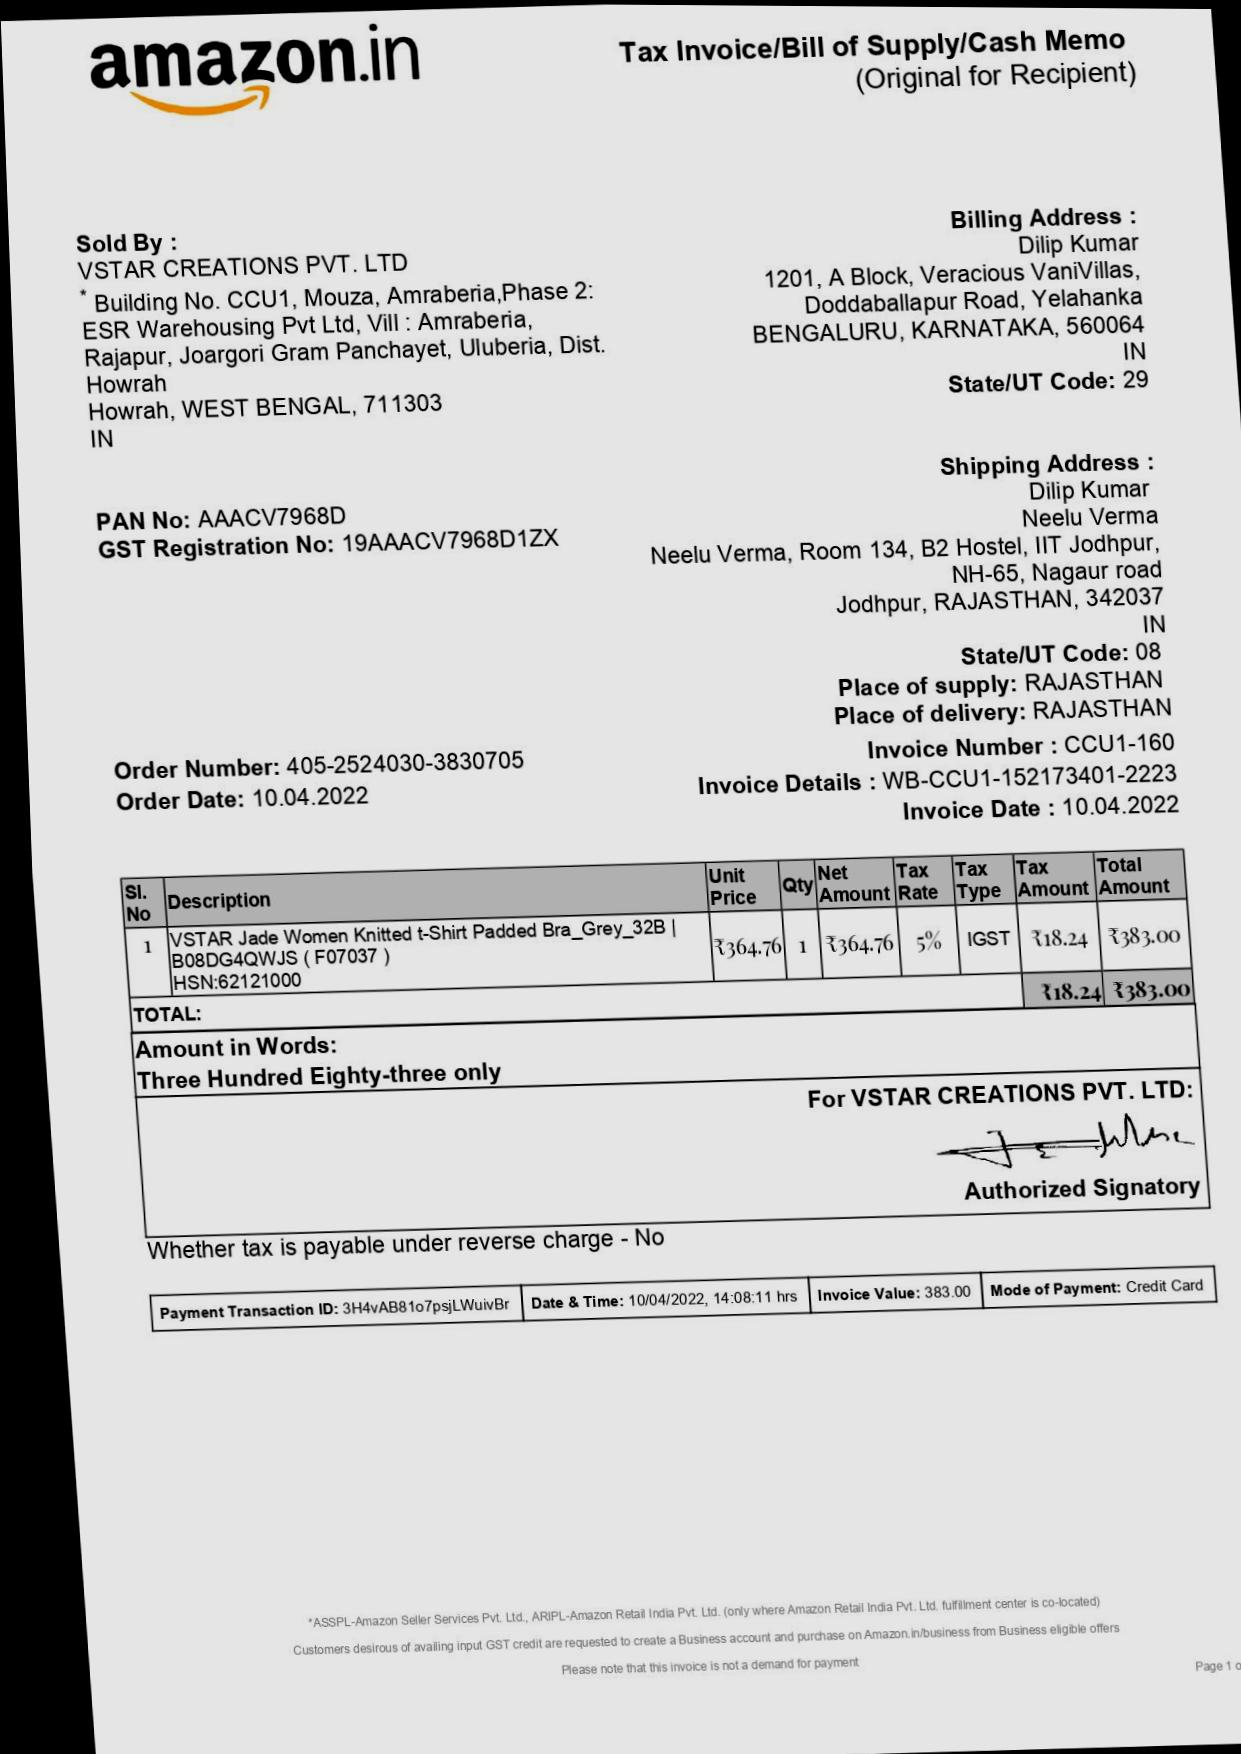 amazon.in
Tax Invoice/Bill of Supply/Cash Memo
(Original for Recipient)
Sold By :
VSTAR CREATIONS PVT. LTD
* Building No. CCU1, Mouza, Amraberia,Phase 2:
ESR Warehousing Pvt Ltd, Vill : Amraberia,
Rajapur, Joargori Gram Panchayet, Uluberia, Dist.
Howrah
Howrah, WEST BENGAL, 711303
IN
Billing Address :
Dilip Kumar
1201, A Block, Veracious VaniVillas,
Doddaballapur Road, Yelahanka
BENGALURU, KARNATAKA, 560064
IN
State/UT Code: 29
PAN No: AAACV7968D
GST Registration No: 19AAACV7968D1ZX
Shipping Address :
Dilip Kumar
Neelu Verma
Neelu Verma, Room 134, B2 Hostel, IIT Jodhpur,
NH-65, Nagaur road
Jodhpur, RAJASTHAN, 342037
IN
State/UT Code: 08
Place of supply: RAJASTHAN
Place of delivery: RAJASTHAN
Order Number: 405-2524030-3830705
Order Date: 10.04.2022
Invoice Number : CCU1-160
Invoice Details : WB-CCU1-152173401-2223
Invoice Date : 10.04.2022
Sl. No Description Unit Price Qty Net Amount Tax Rate Tax Type Tax Amount Total Amount
1 VSTAR Jade Women Knitted t-Shirt Padded Bra_Grey_32B | ₹364.76 1 ₹364.76 5% IGST ₹18.24 ₹383.00
B08DG4QWJS ( F07037 )
HSN:62121000
TOTAL: ₹18.24 ₹383.00
Amount in Words:
Three Hundred Eighty-three only
For VSTAR CREATIONS PVT. LTD:
Authorized Signatory
Whether tax is payable under reverse charge - No
Payment Transaction ID: 3H4vAB81o7psjLWuivBr Date & Time: 10/04/2022, 14:08:11 hrs Invoice Value: 383.00 Mode of Payment: Credit Card
*ASSPL-Amazon Seller Services Pvt. Ltd., ARIPL-Amazon Retail India Pvt. Ltd. (only where Amazon Retail India Pvt. Ltd. fulfillment center is co-located)
Customers desirous of availing input GST credit are requested to create a Business account and purchase on Amazon.in/business from Business eligible offers
Please note that this invoice is not a demand for payment
Page 1 o